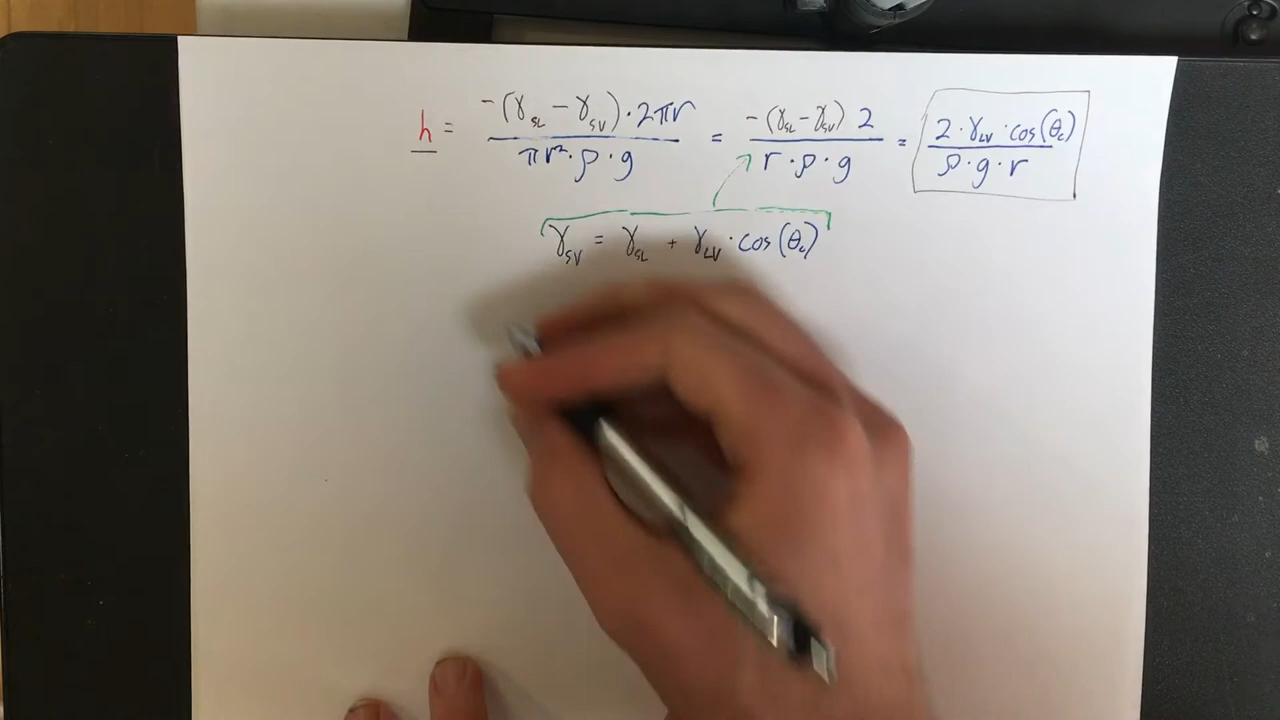 h = -(γ_SL - γ_SV)·2πr / πr²·ρ·g = -(γ_SL - γ_SV) 2 / r·ρ·g = 2·γ_LV·cos(θ_c) / ρ·g·r
γ_SV = γ_SL + γ_LV·cos(θ_c)